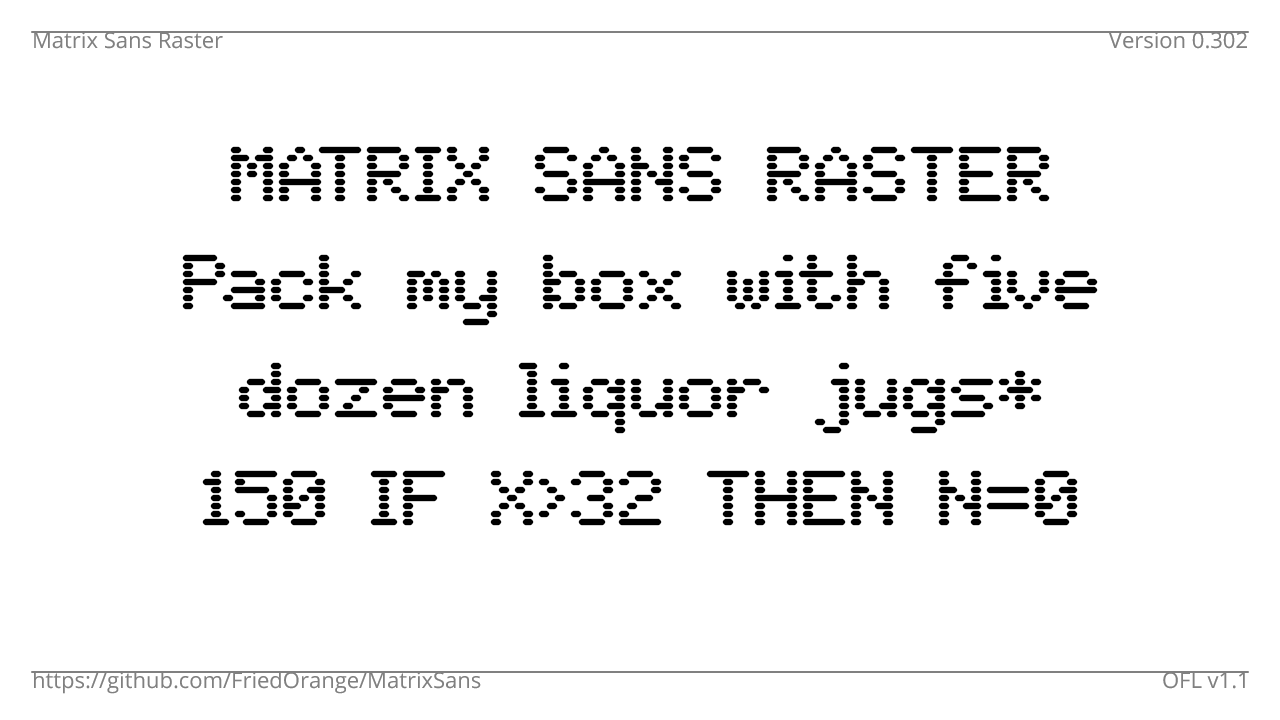 Matrix Sans Raster
Version 0.302
MATRIX SANS RASTER
Pack my box with five
dozen liquor jugs*
150 IF X>32 THEN N=0
https://github.com/FriedOrange/MatrixSans
OFL v1.1